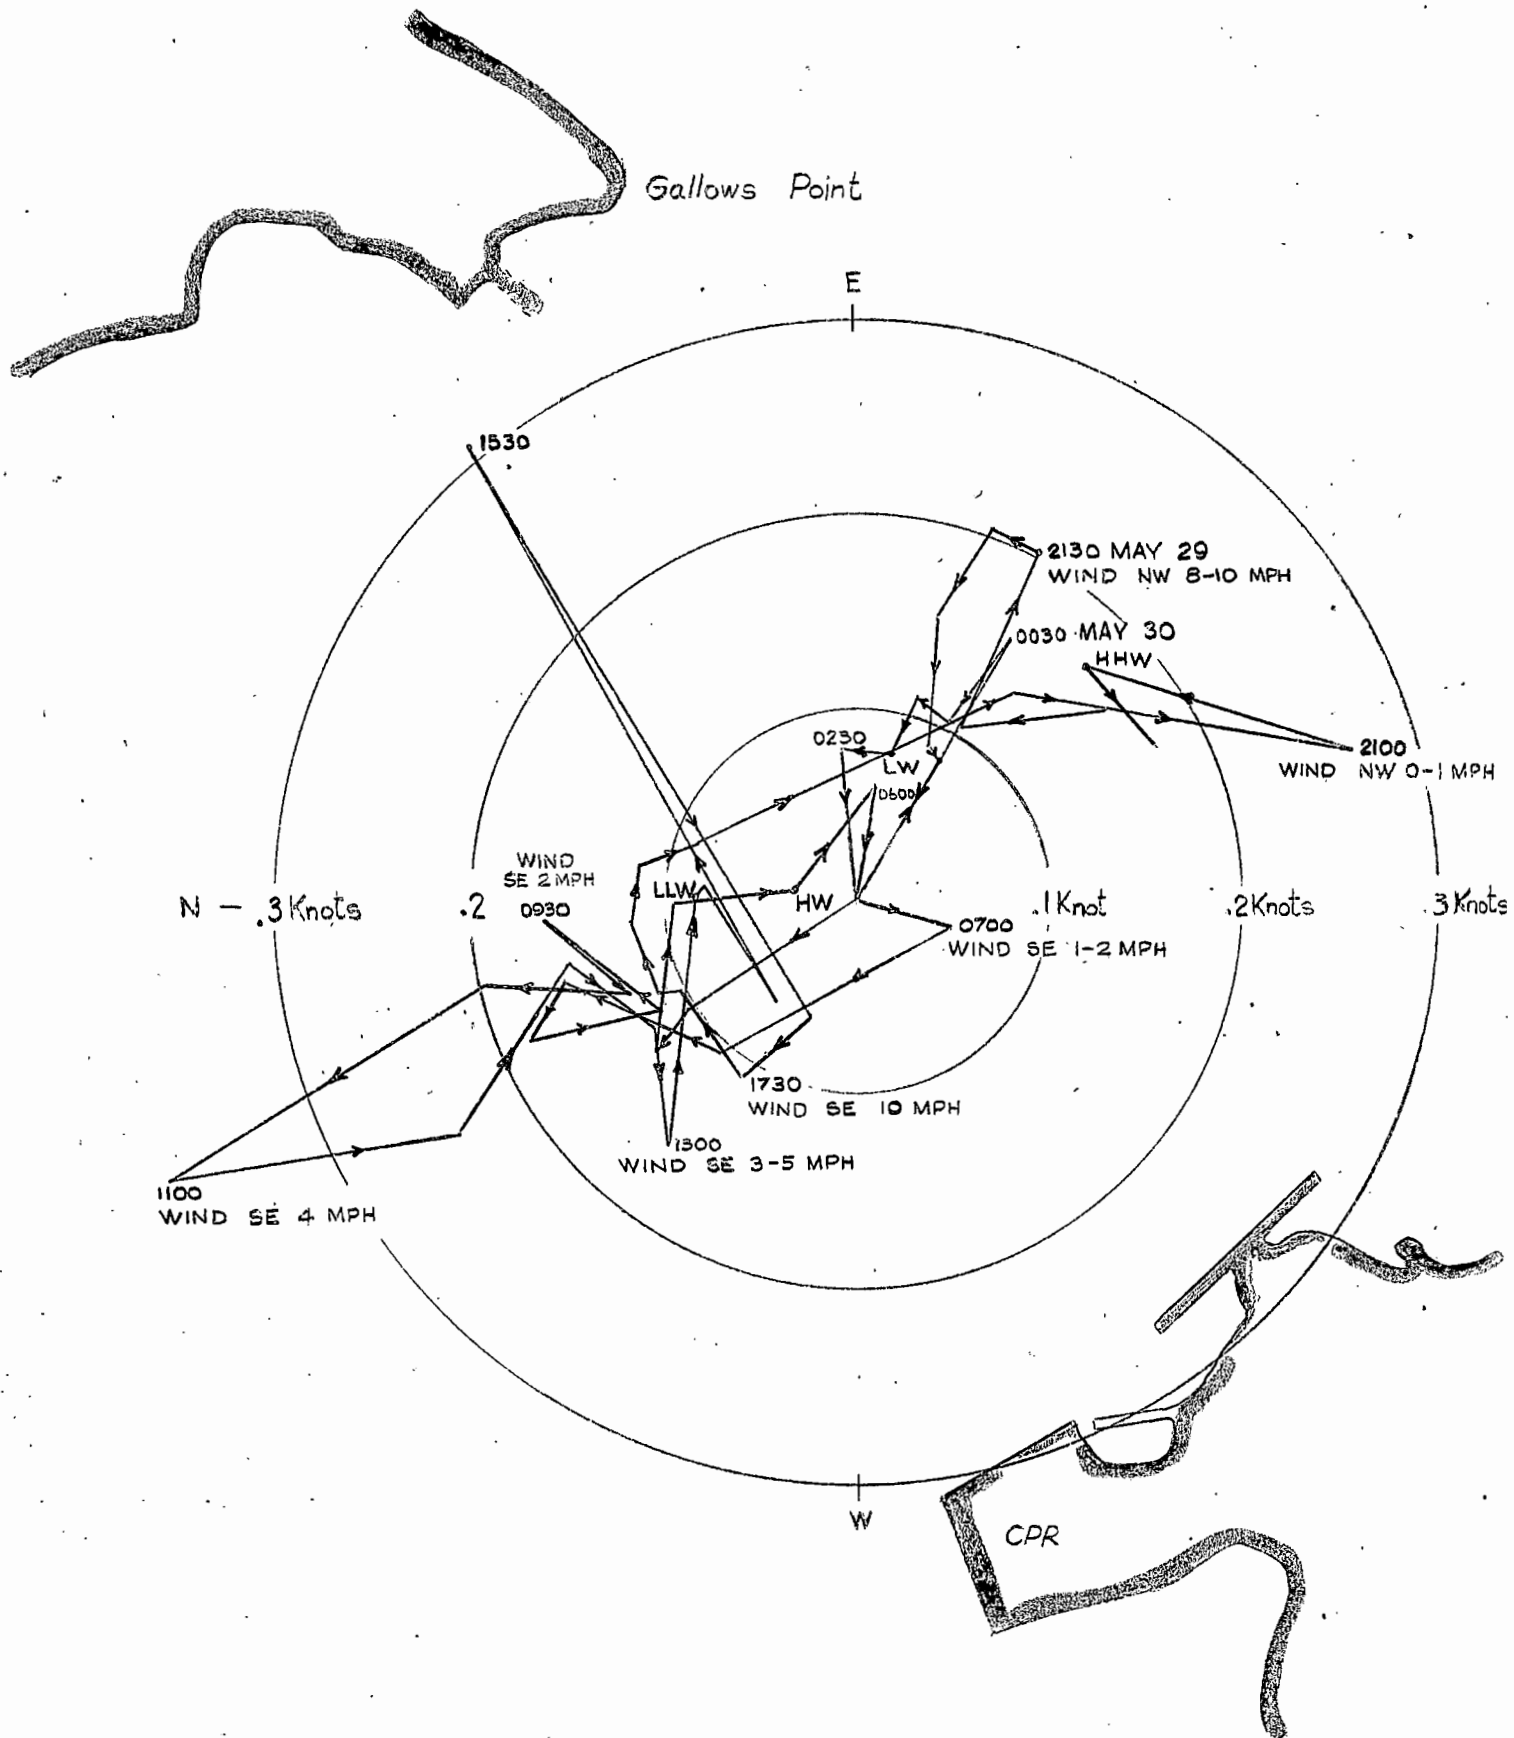 Gallows Point
E
1530
2130 MAY 29
WIND NW 8-10 MPH
0030 MAY 30
HHW
0230
LW
2100
WIND NW 0-1 MPH
0600
WIND
SE 2 MPH
0930
LLW
HW
N - .3 Knots
.2
.1 Knot
.2 Knots
.3 Knots
0700
WIND SE 1-2 MPH
1730
WIND SE 10 MPH
1300
WIND SE 3-5 MPH
1100
WIND SE 4 MPH
W
CPR